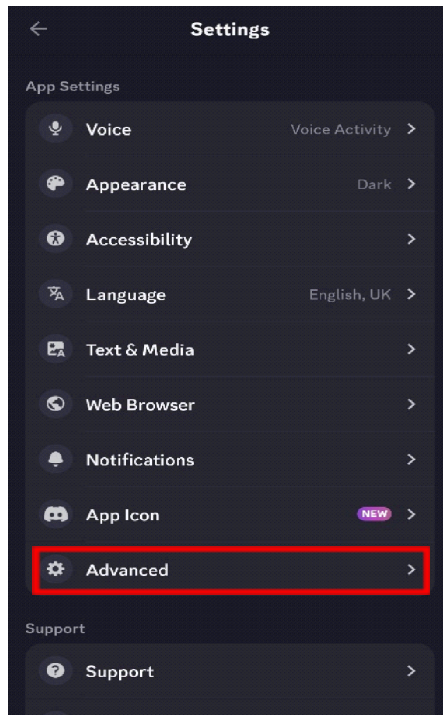 Settings
App Settings
Voice Voice Activity
Appearance Dark
Accessibility
Language English, UK
Text & Media
Web Browser
Notifications
App Icon NEW
Advanced
Support
Support